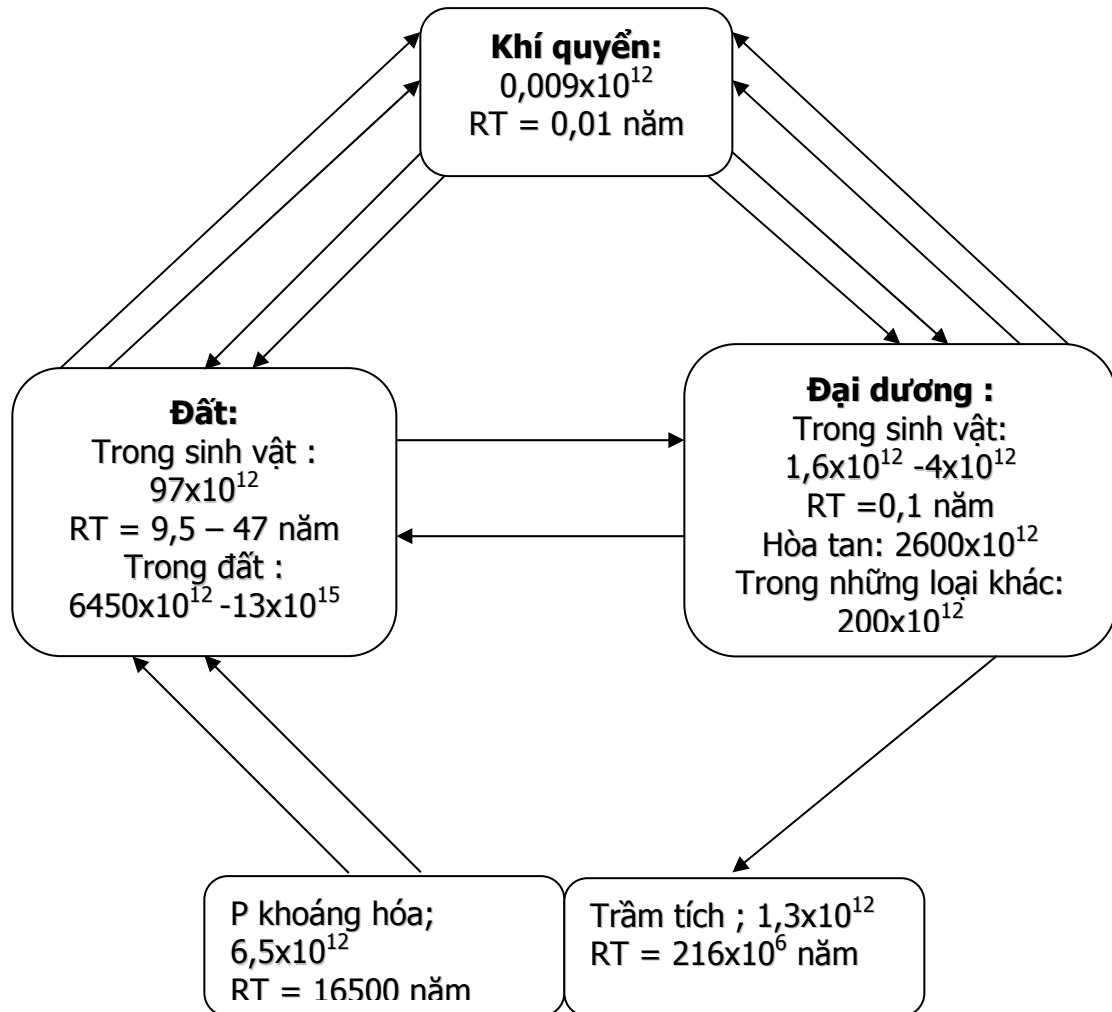 Khí quyển:
0,009x10¹²
RT = 0,01 năm
Đất:
Trong sinh vật :
97x10¹²
RT = 9,5 – 47 năm
Trong đất :
6450x10¹² -13x10¹⁵
Đại dương :
Trong sinh vật:
1,6x10¹² -4x10¹²
RT =0,1 năm
Hòa tan: 2600x10¹²
Trong những loại khác:
200x10¹²
P khoáng hóa;
6,5x10¹²
RT = 16500 năm
Trầm tích ; 1,3x10¹²
RT = 216x10⁶ năm